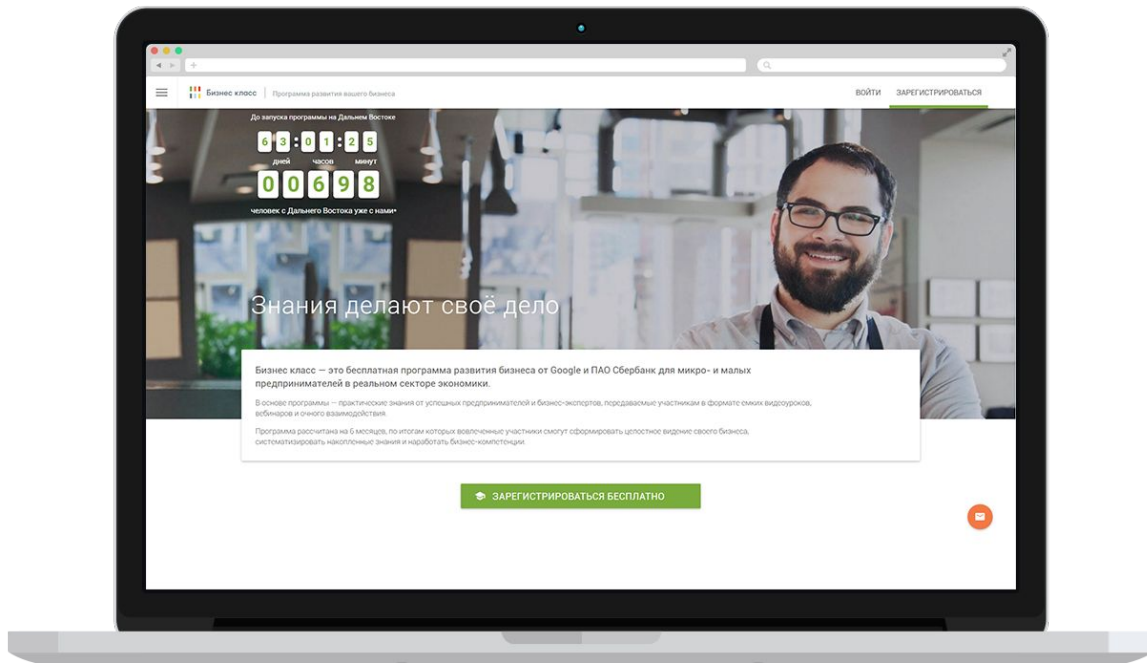 Бизнес класс | Программа развития вашего бизнеса
ВОЙТИ ЗАРЕГИСТРИРОВАТЬСЯ
До запуска программы на Дальнем Востоке
63:01:25
дней часов минут
00698
человек с Дальнего Востока уже с нами*
Знания делают своё дело
Бизнес класс — это бесплатная программа развития бизнеса от Google и ПАО Сбербанк для микро- и малых
предпринимателей в реальном секторе экономики.
В основе программы — практические знания от успешных предпринимателей и бизнес-экспертов, передаваемые участникам в формате емких видеоуроков,
вебинаров и очного взаимодействия.
Программа рассчитана на 6 месяцев, по итогам которых вовлеченные участники смогут сформировать целостное видение своего бизнеса,
систематизировать накопленные знания и наработать бизнес-компетенции.
ЗАРЕГИСТРИРОВАТЬСЯ БЕСПЛАТНО